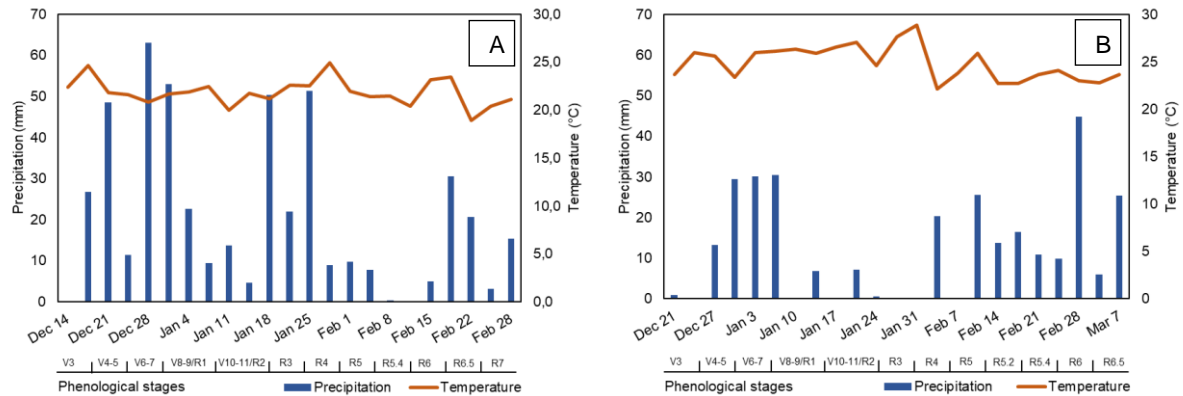 A
Precipitation (mm)
70
60
50
40
30
20
10
0
30,0
25,0
20,0
15,0
10,0
5,0
0,0
Temperature (°C)
Dec 14
Dec 21
Dec 28
Jan 4
Jan 11
Jan 18
Jan 25
Feb 1
Feb 8
Feb 15
Feb 22
Feb 28
V3 V4-5 V6-7 V8-9/R1 V10-11/R2 R3 R4 R5 R5.4 R6 R6.5 R7
Phenological stages Precipitation Temperature
B
Precipitation (mm)
70
60
50
40
30
20
10
0
30
25
20
15
10
5
0
Temperature (°C)
Dec 21
Dec 27
Jan 3
Jan 10
Jan 17
Jan 24
Jan 31
Feb 7
Feb 14
Feb 21
Feb 28
Mar 7
V3 V4-5 V6-7 V8-9/R1 V10-11/R2 R3 R4 R5 R5.2 R5.4 R6 R6.5
Phenological stages Precipitation Temperature